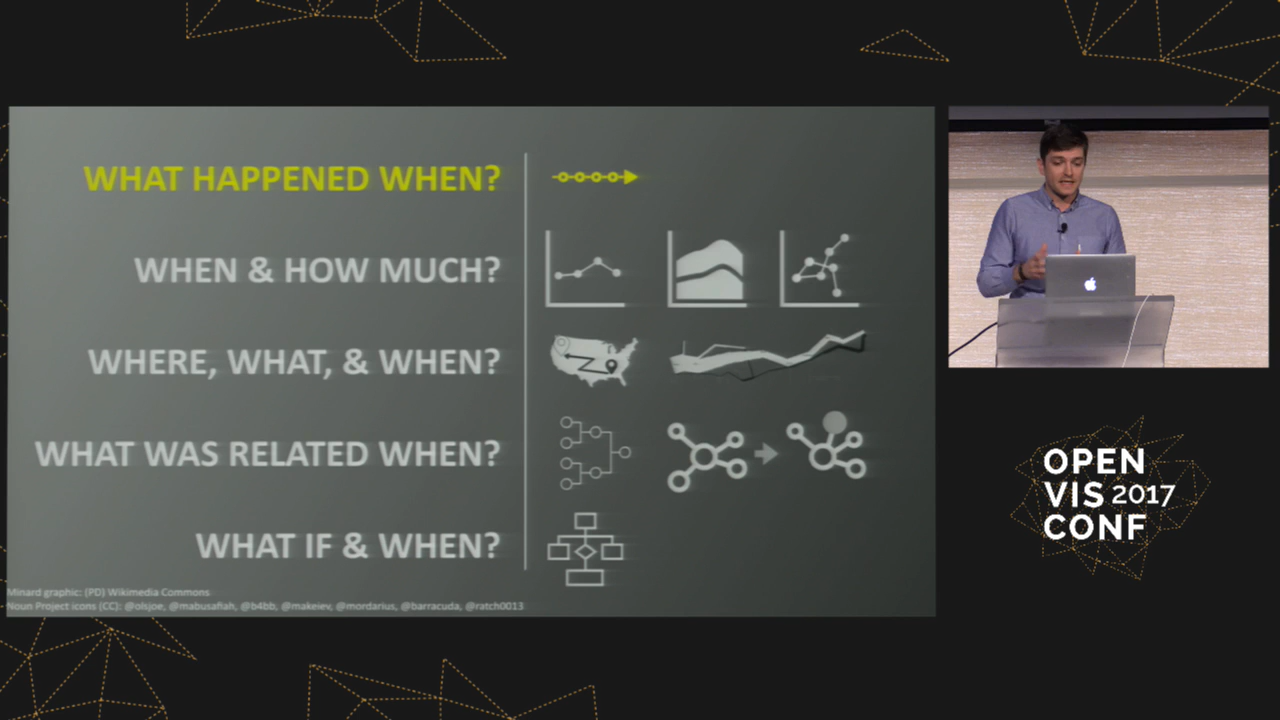 WHAT HAPPENED WHEN?
WHEN & HOW MUCH?
WHERE, WHAT, & WHEN?
WHAT WAS RELATED WHEN?
WHAT IF & WHEN?
Minard graphic: (PD) Wikimedia Commons
Noun Project icons (CC): @olsjoe, @mabusaflah, @b4bb, @makeiev, @mordarius, @barracuda, @ratch0013
OPEN
VIS 2017
CONF